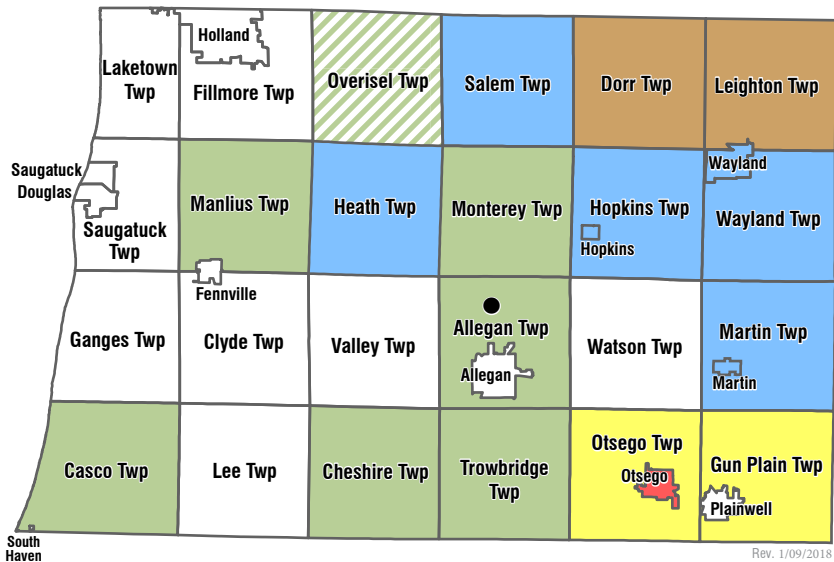 Holland
Laketown
Twp
Fillmore Twp
Overisel Twp
Salem Twp
Dorr Twp
Leighton Twp
Saugatuck
Douglas
Saugatuck
Twp
Manlius Twp
Heath Twp
Monterey Twp
Hopkins Twp
Hopkins
Wayland
Wayland Twp
Fennville
Ganges Twp
Clyde Twp
Valley Twp
Allegan Twp
Allegan
Watson Twp
Martin Twp
Martin
Casco Twp
Lee Twp
Cheshire Twp
Trowbridge
Twp
Otsego Twp
Otsego
Gun Plain Twp
Plainwell
South
Haven
Rev. 1/09/2018